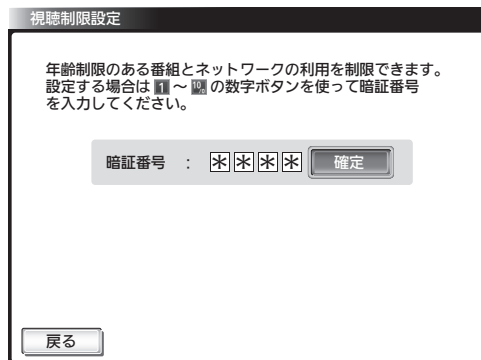 視聴制限設定
年齢制限のある番組とネットワークの利用を制限できます。
設定する場合は 1 ～ 10/0 の数字ボタンを使って暗証番号
を入力してください。
暗証番号 : ＊＊＊＊ 確定
戻る